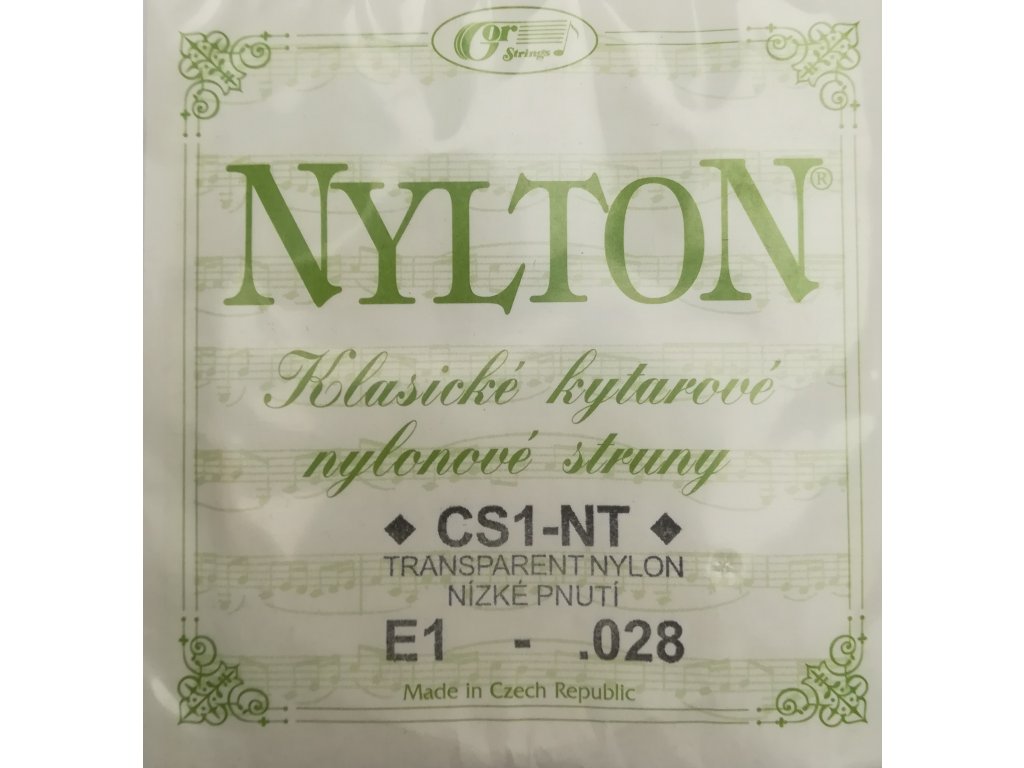 Gor
Strings
NYLTON®
Klasické kytarové
nylonové struny
◆ CS1-NT ◆
TRANSPARENT NYLON
NÍZKÉ PNUTÍ
E1 - .028
Made in Czech Republic